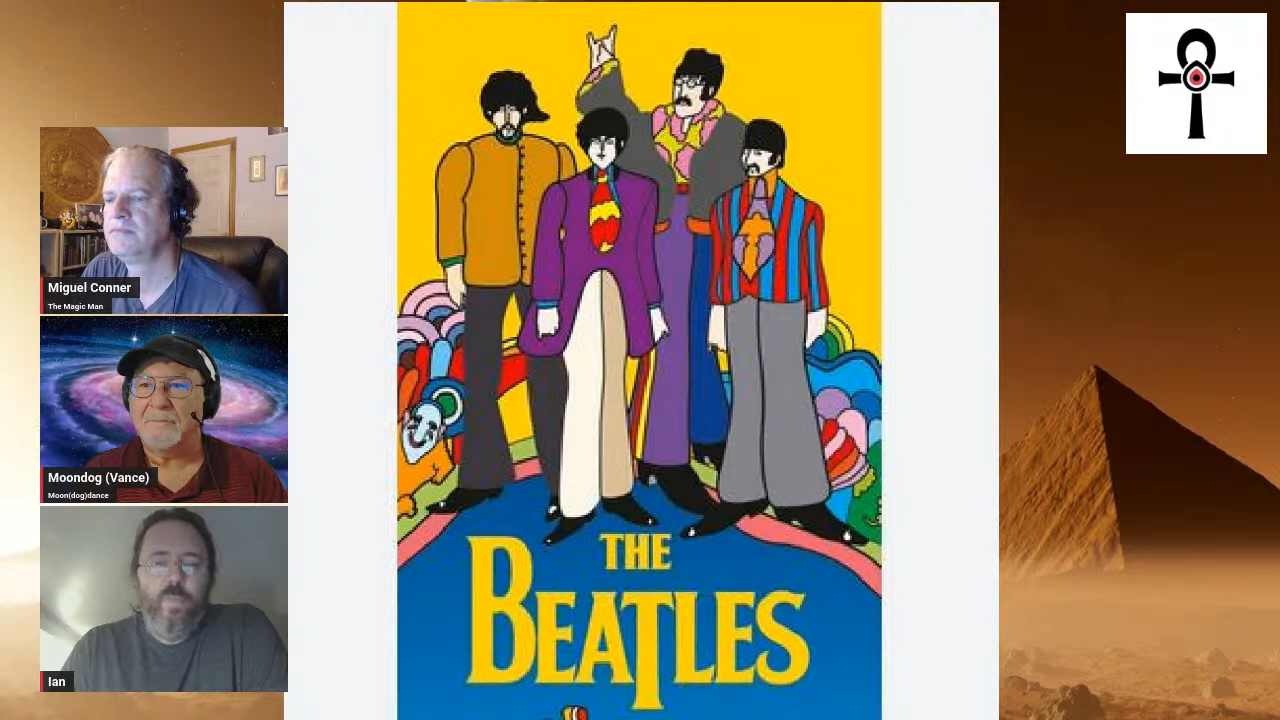 Miguel Conner
The Magic Man
Moondog (Vance)
Moon(dog)dance
Ian
THE
BEATLES